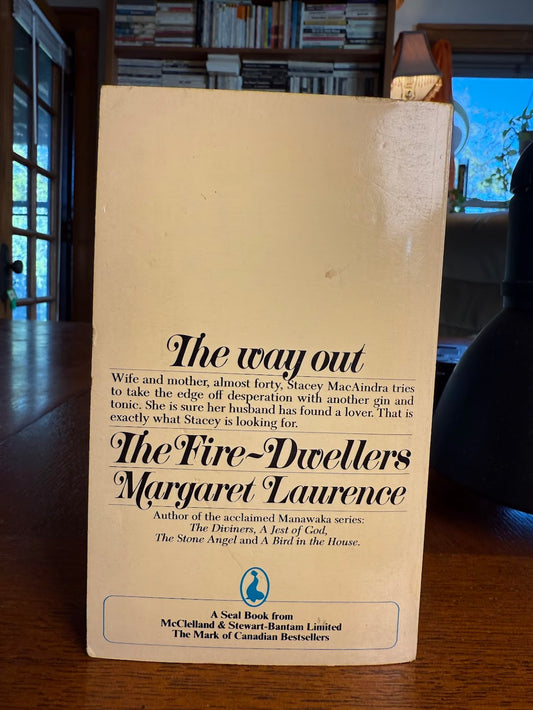 The way out
Wife and mother, almost forty, Stacey MacAindra tries
to take the edge off desperation with another gin and
tonic. She is sure her husband has found a lover. That is
exactly what Stacey is looking for.
The Fire~Dwellers
Margaret Laurence
Author of the acclaimed Manawaka series:
The Diviners, A Jest of God,
The Stone Angel and A Bird in the House.
A Seal Book from
McClelland & Stewart-Bantam Limited
The Mark of Canadian Bestsellers